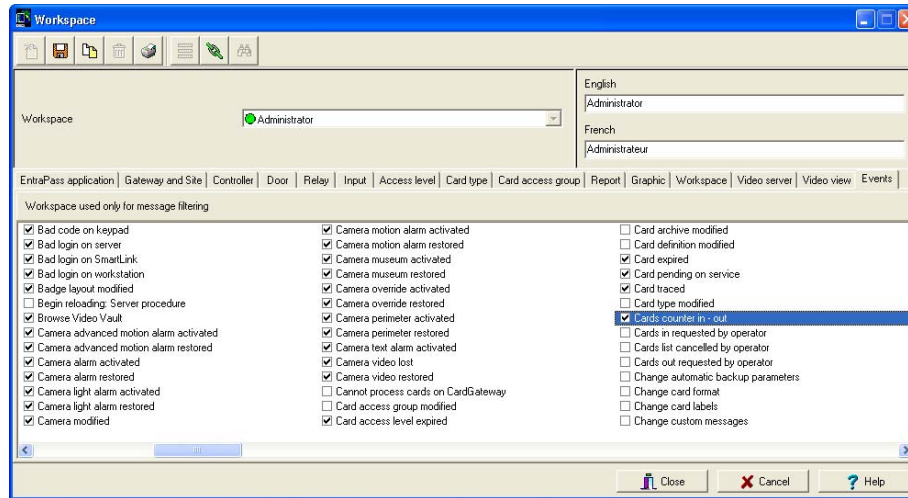 Workspace
English
Administrator
Workspace
Administrator
French
Administrateur
EntraPass application
Gateway and Site
Controller
Door
Relay
Input
Access level
Card type
Card access group
Report
Graphic
Workspace
Video server
Video view
Events
Workspace used only for message filtering
Bad code on keypad
Bad login on server
Bad login on SmartLink
Bad login on workstation
Badge layout modified
Begin reloading: Server procedure
Browse Video Vault
Camera advanced motion alarm activated
Camera advanced motion alarm restored
Camera alarm activated
Camera alarm restored
Camera light alarm activated
Camera light alarm restored
Camera modified
Camera motion alarm activated
Camera motion alarm restored
Camera museum activated
Camera museum restored
Camera override activated
Camera override restored
Camera perimeter activated
Camera perimeter restored
Camera text alarm activated
Camera video lost
Camera video restored
Cannot process cards on CardGateway
Card access group modified
Card access level expired
Card archive modified
Card definition modified
Card expired
Card pending on service
Card traced
Card type modified
Cards counter in - out
Cards in requested by operator
Cards list cancelled by operator
Cards out requested by operator
Change automatic backup parameters
Change card format
Change card labels
Change custom messages
Close
Cancel
Help